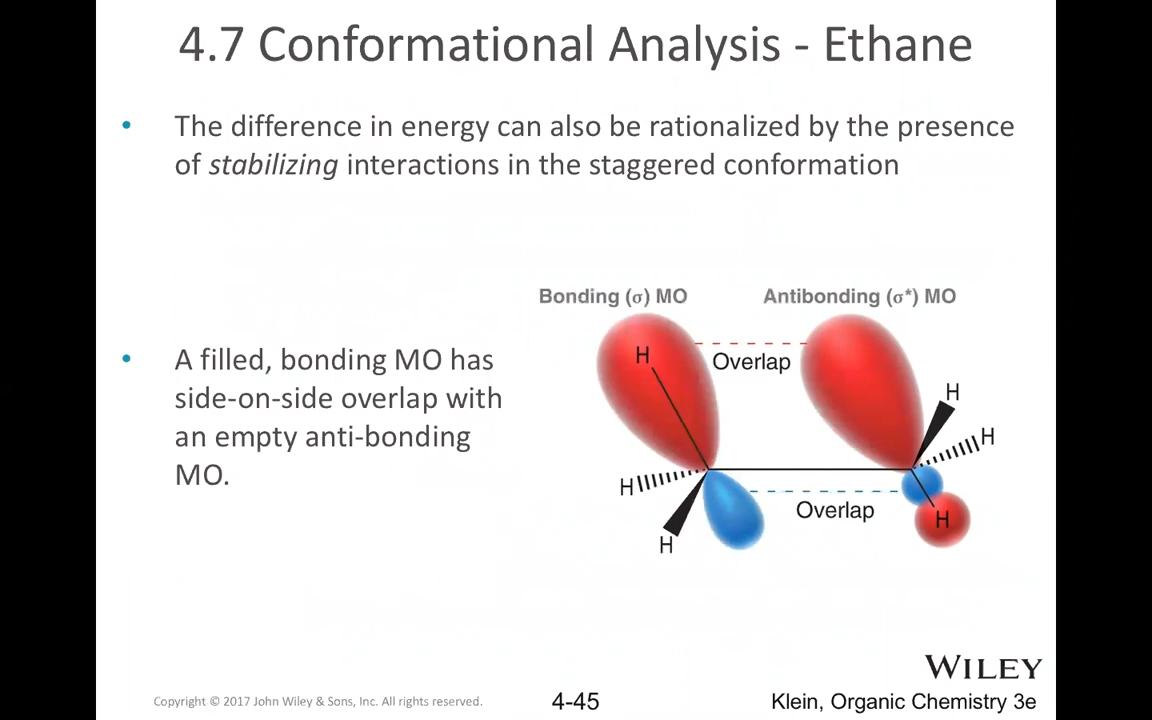 4.7 Conformational Analysis - Ethane
• The difference in energy can also be rationalized by the presence
of stabilizing interactions in the staggered conformation
Bonding (σ) MO
Antibonding (σ*) MO
• A filled, bonding MO has
side-on-side overlap with
an empty anti-bonding
MO.
H
Overlap
H
H
H
Overlap
H
H
WILEY
Copyright © 2017 John Wiley & Sons, Inc. All rights reserved.
4-45
Klein, Organic Chemistry 3e